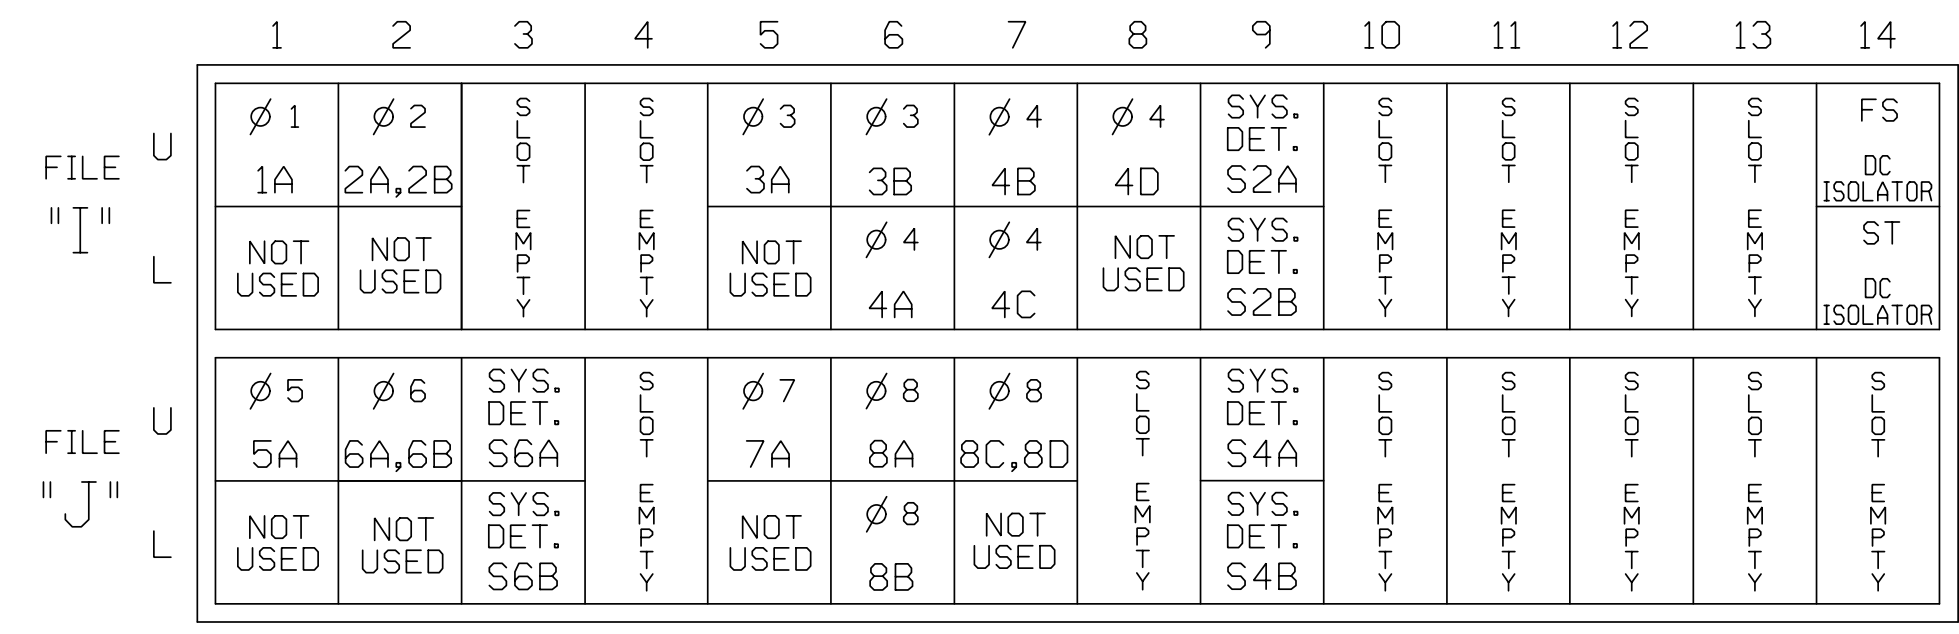 1 2 3 4 5 6 7 8 9 10 11 12 13 14
FILE
"I"
U
L
Ø 1
1A
NOT
USED
Ø 2
2A,2B
NOT
USED
SLOT EMPTY
SLOT EMPTY
Ø 3
3A
NOT
USED
Ø 3
3B
Ø 4
4A
Ø 4
4B
Ø 4
4C
Ø 4
4D
NOT
USED
SYS.
DET.
S2A
SYS.
DET.
S2B
SLOT EMPTY
SLOT EMPTY
SLOT EMPTY
SLOT EMPTY
FS
DC
ISOLATOR
ST
DC
ISOLATOR
FILE
"J"
U
L
Ø 5
5A
NOT
USED
Ø 6
6A,6B
NOT
USED
SYS.
DET.
S6A
SYS.
DET.
S6B
SLOT EMPTY
Ø 7
7A
NOT
USED
Ø 8
8A
Ø 8
8B
Ø 8
8C,8D
NOT
USED
SLOT EMPTY
SYS.
DET.
S4A
SYS.
DET.
S4B
SLOT EMPTY
SLOT EMPTY
SLOT EMPTY
SLOT EMPTY
SLOT EMPTY